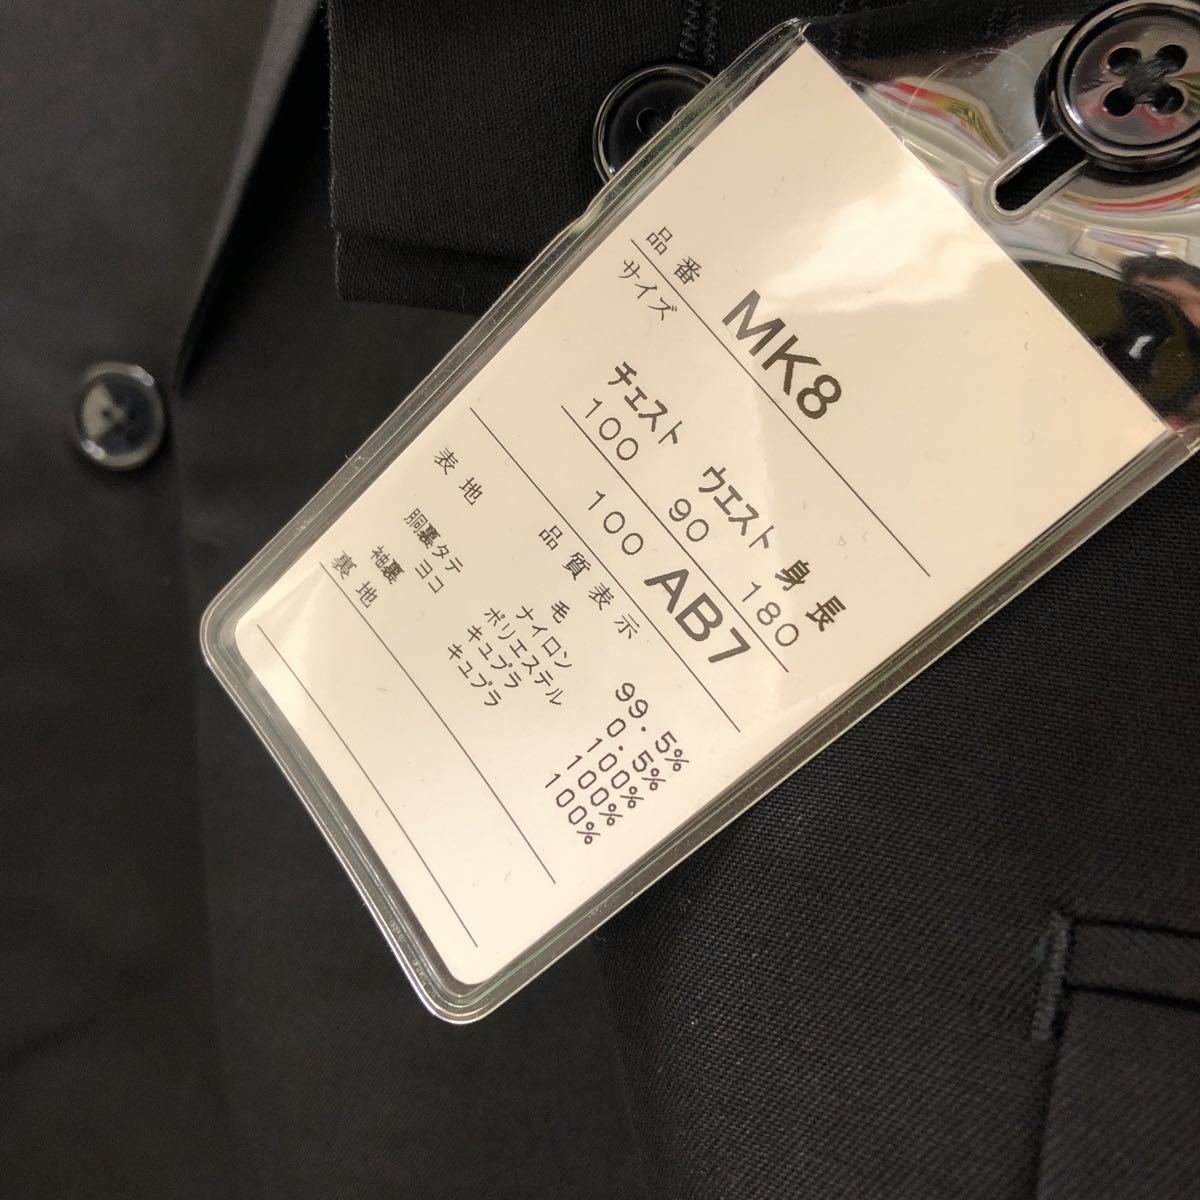 品番 MK8
サイズ
チェスト ウエスト 身長
100 90 180
100 AB7
品質表示
表地 毛 99.5%
ナイロン 0.5%
胴裏タテ ポリエステル 100%
ヨコ キュプラ 100%
袖裏 キュプラ 100%
裏地